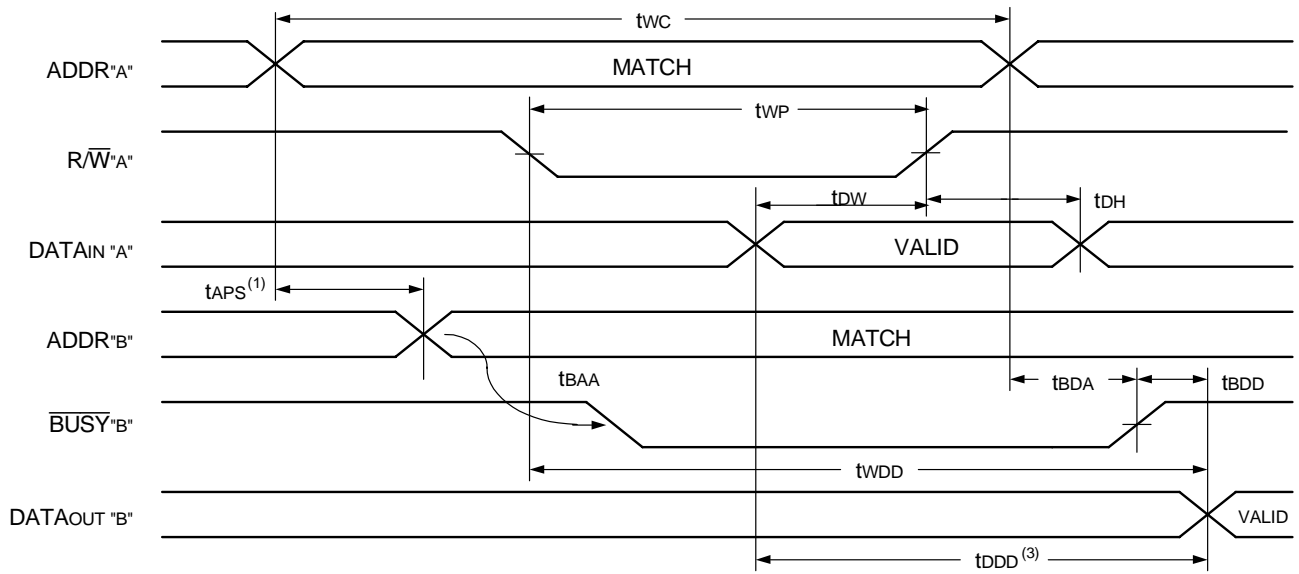 tWC
ADDR"A" MATCH
tWP
R/W̅"A"
tDW tDH
DATAIN "A" VALID
tAPS(1)
ADDR"B" MATCH
tBAA tBDA tBDD
B̅U̅S̅Y̅"B"
tWDD
DATAOUT "B" VALID
tDDD(3)